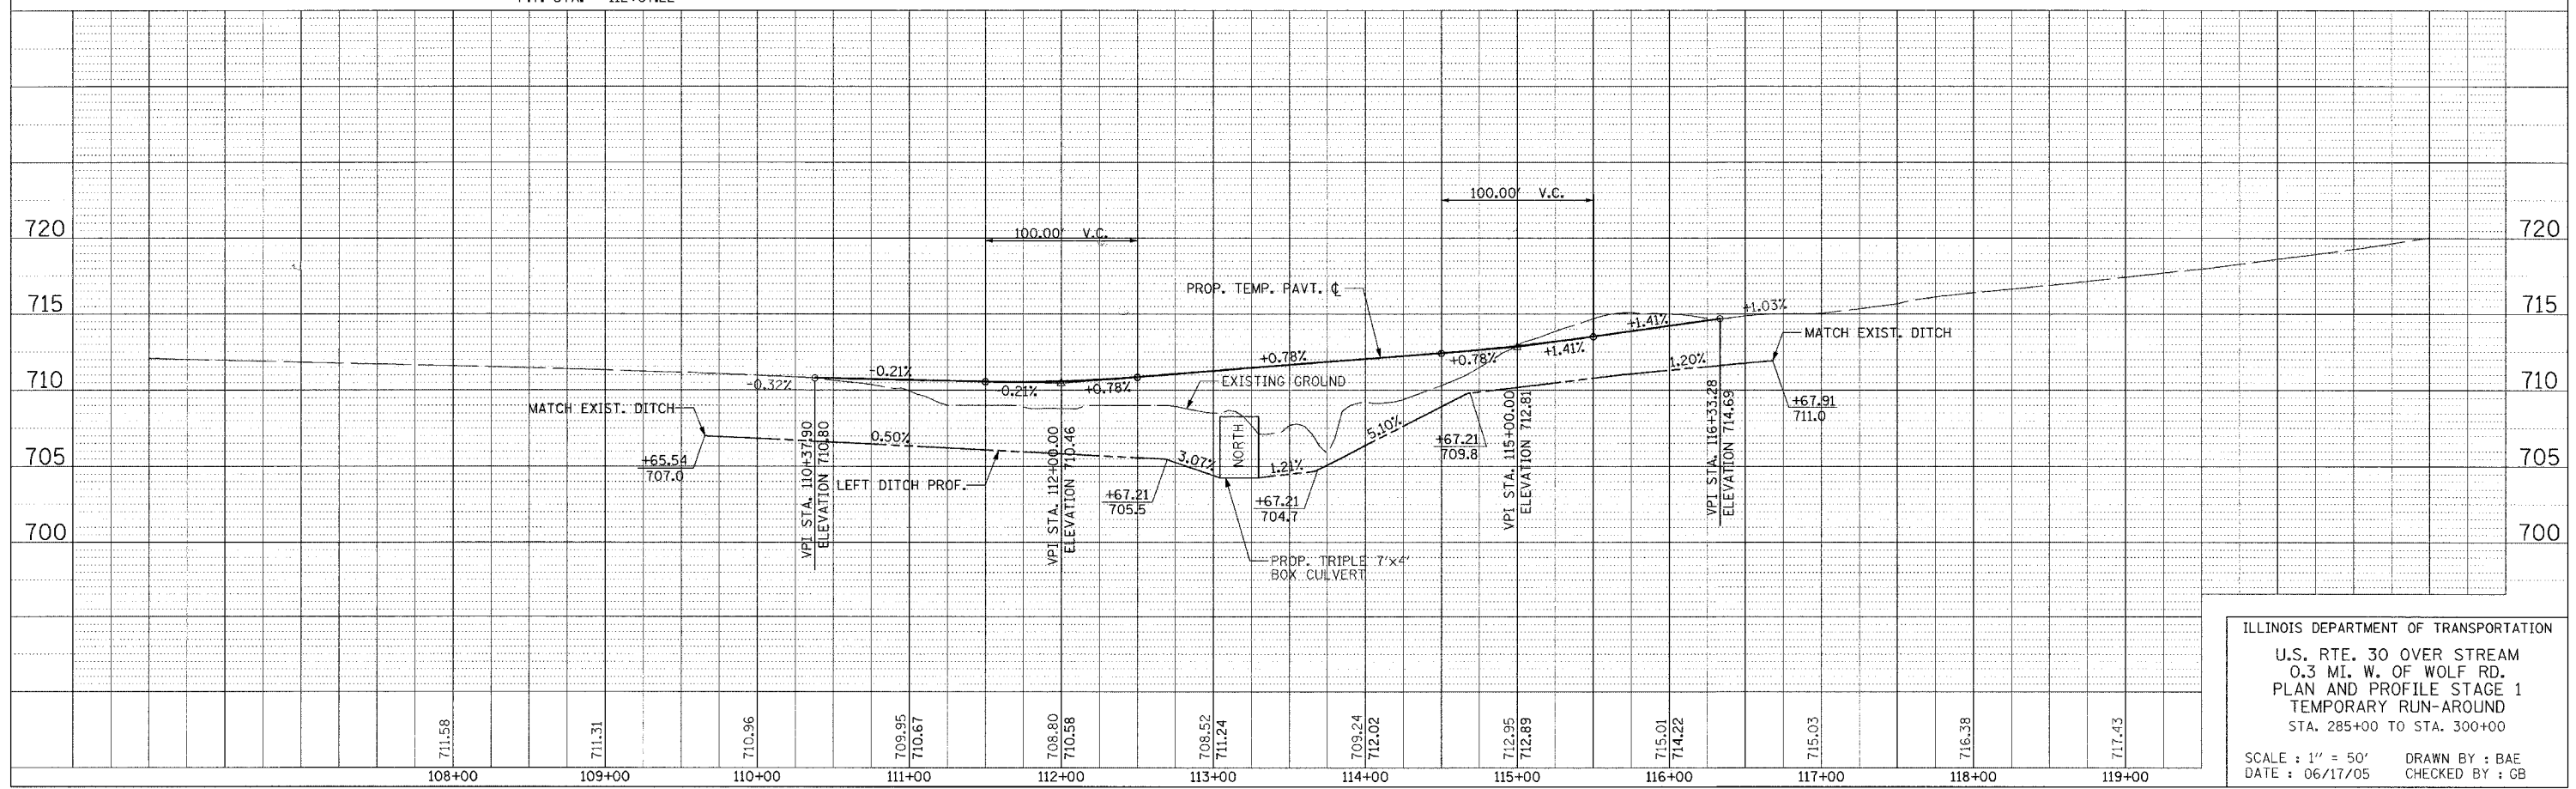 100.00' V.C.
720
100.00' V.C.
720
PROP. TEMP. PAVT. ℄
715
+1.03%
715
+1.41%
MATCH EXIST. DITCH
+0.78%
+0.78%
+1.41%
1.20%
710
-0.32%
-0.21%
-0.21%
+0.78%
EXISTING GROUND
710
MATCH EXIST. DITCH
+67.91
711.0
0.50%
5.10%
+67.21
709.8
NORTH
705
+65.54
707.0
3.07%
1.21%
705
LEFT DITCH PROF.
+67.21
705.5
+67.21
704.7
VPI STA. 110+37.90
ELEVATION 710.80
VPI STA. 112+00.00
ELEVATION 710.46
VPI STA. 115+00.00
ELEVATION 712.81
VPI STA. 116+33.28
ELEVATION 714.69
700
700
PROP. TRIPLE 7'x4'
BOX CULVERT
711.58
711.31
710.96
709.95
710.67
708.80
710.58
708.52
711.24
709.24
712.02
712.95
712.89
715.01
714.22
715.03
716.38
717.43
108+00 109+00 110+00 111+00 112+00 113+00 114+00 115+00 116+00 117+00 118+00 119+00
ILLINOIS DEPARTMENT OF TRANSPORTATION
U.S. RTE. 30 OVER STREAM
0.3 MI. W. OF WOLF RD.
PLAN AND PROFILE STAGE 1
TEMPORARY RUN-AROUND
STA. 285+00 TO STA. 300+00
SCALE : 1" = 50' DRAWN BY : BAE
DATE : 06/17/05 CHECKED BY : GB